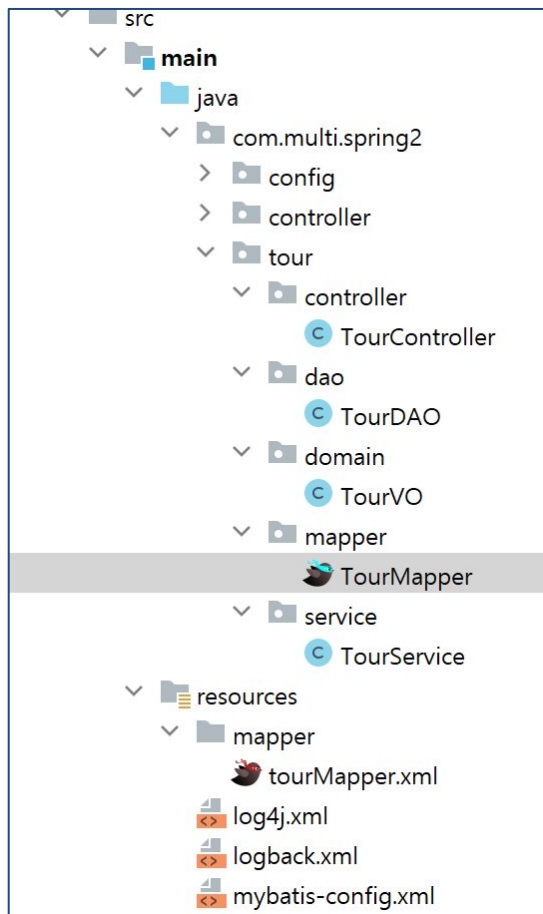 src
main
java
com.multi.spring2
config
controller
tour
controller
C TourController
dao
C TourDAO
domain
C TourVO
mapper
TourMapper
service
C TourService
resources
mapper
tourMapper.xml
<> log4j.xml
<> logback.xml
<> mybatis-config.xml